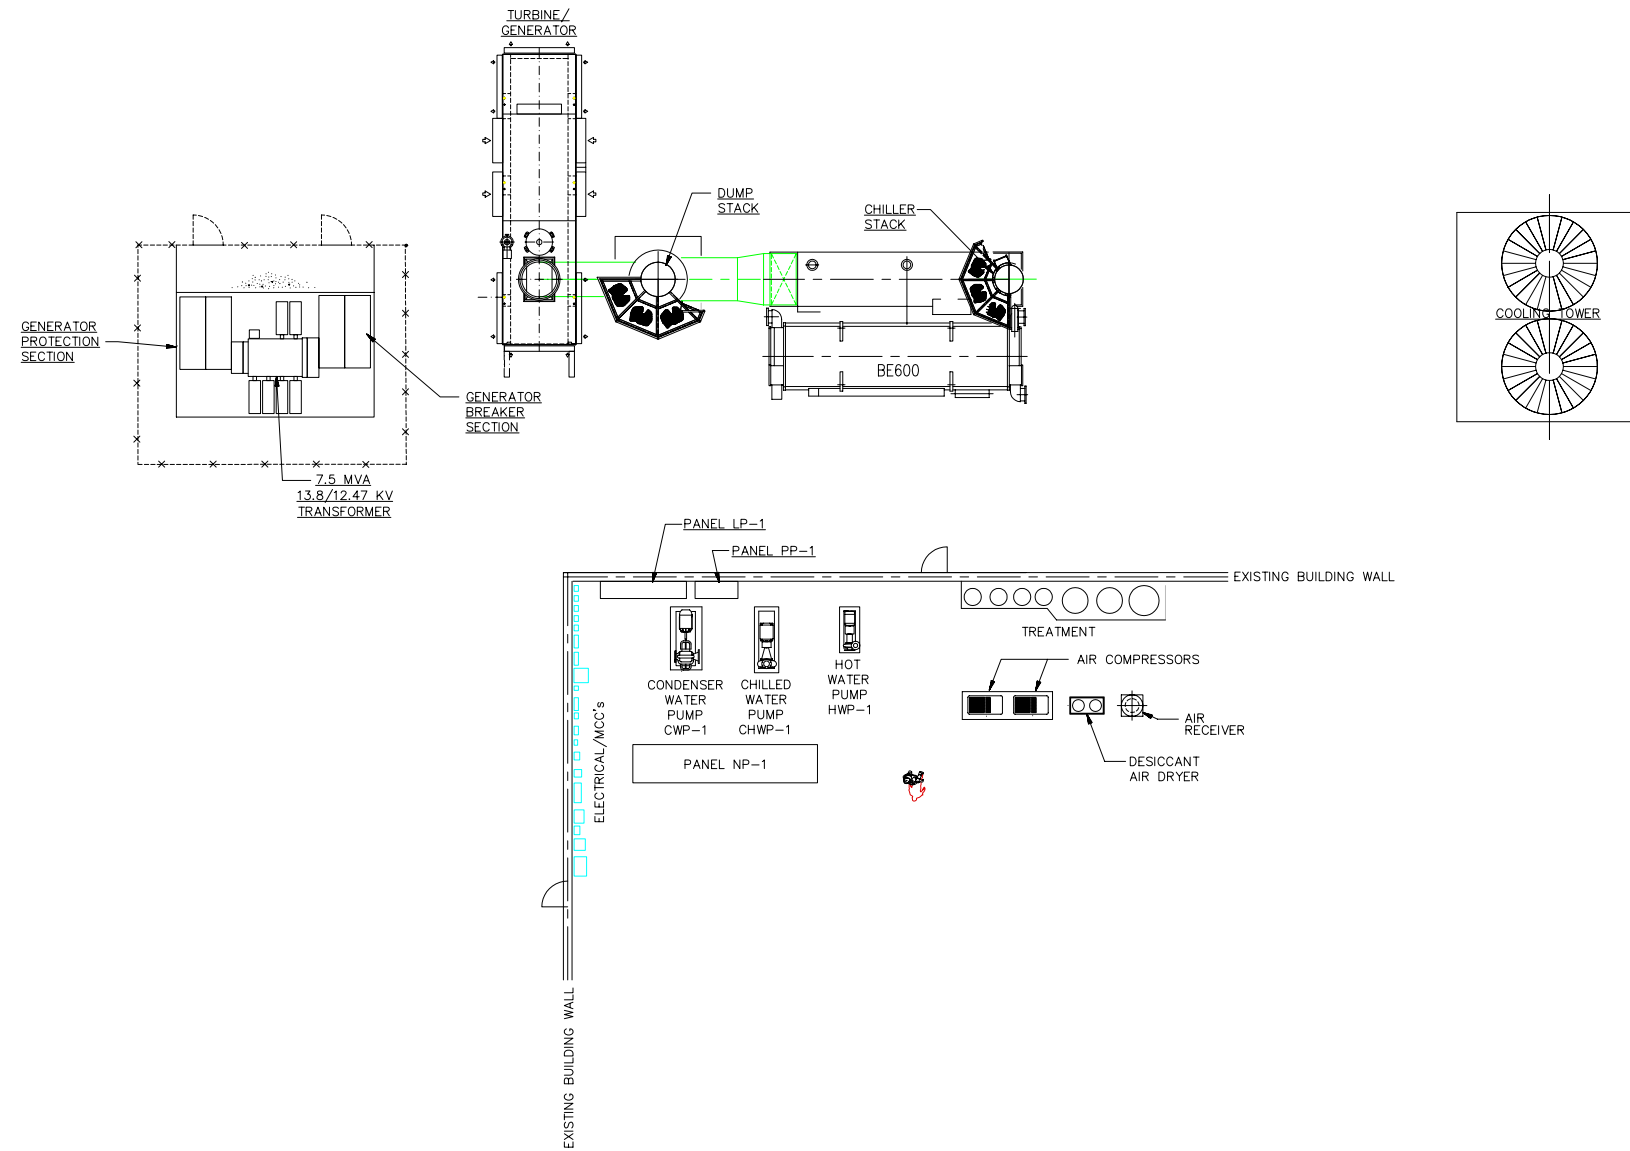 TURBINE/
GENERATOR
DUMP
STACK
CHILLER
STACK
COOLING TOWER
GENERATOR
PROTECTION
SECTION
BE600
GENERATOR
BREAKER
SECTION
7.5 MVA
13.8/12.47 KV
TRANSFORMER
PANEL LP-1
PANEL PP-1
EXISTING BUILDING WALL
TREATMENT
AIR COMPRESSORS
CONDENSER
WATER
PUMP
CWP-1
CHILLED
WATER
PUMP
CHWP-1
HOT
WATER
PUMP
HWP-1
AIR
RECEIVER
DESICCANT
AIR DRYER
PANEL NP-1
ELECTRICAL/MCC's
EXISTING BUILDING WALL